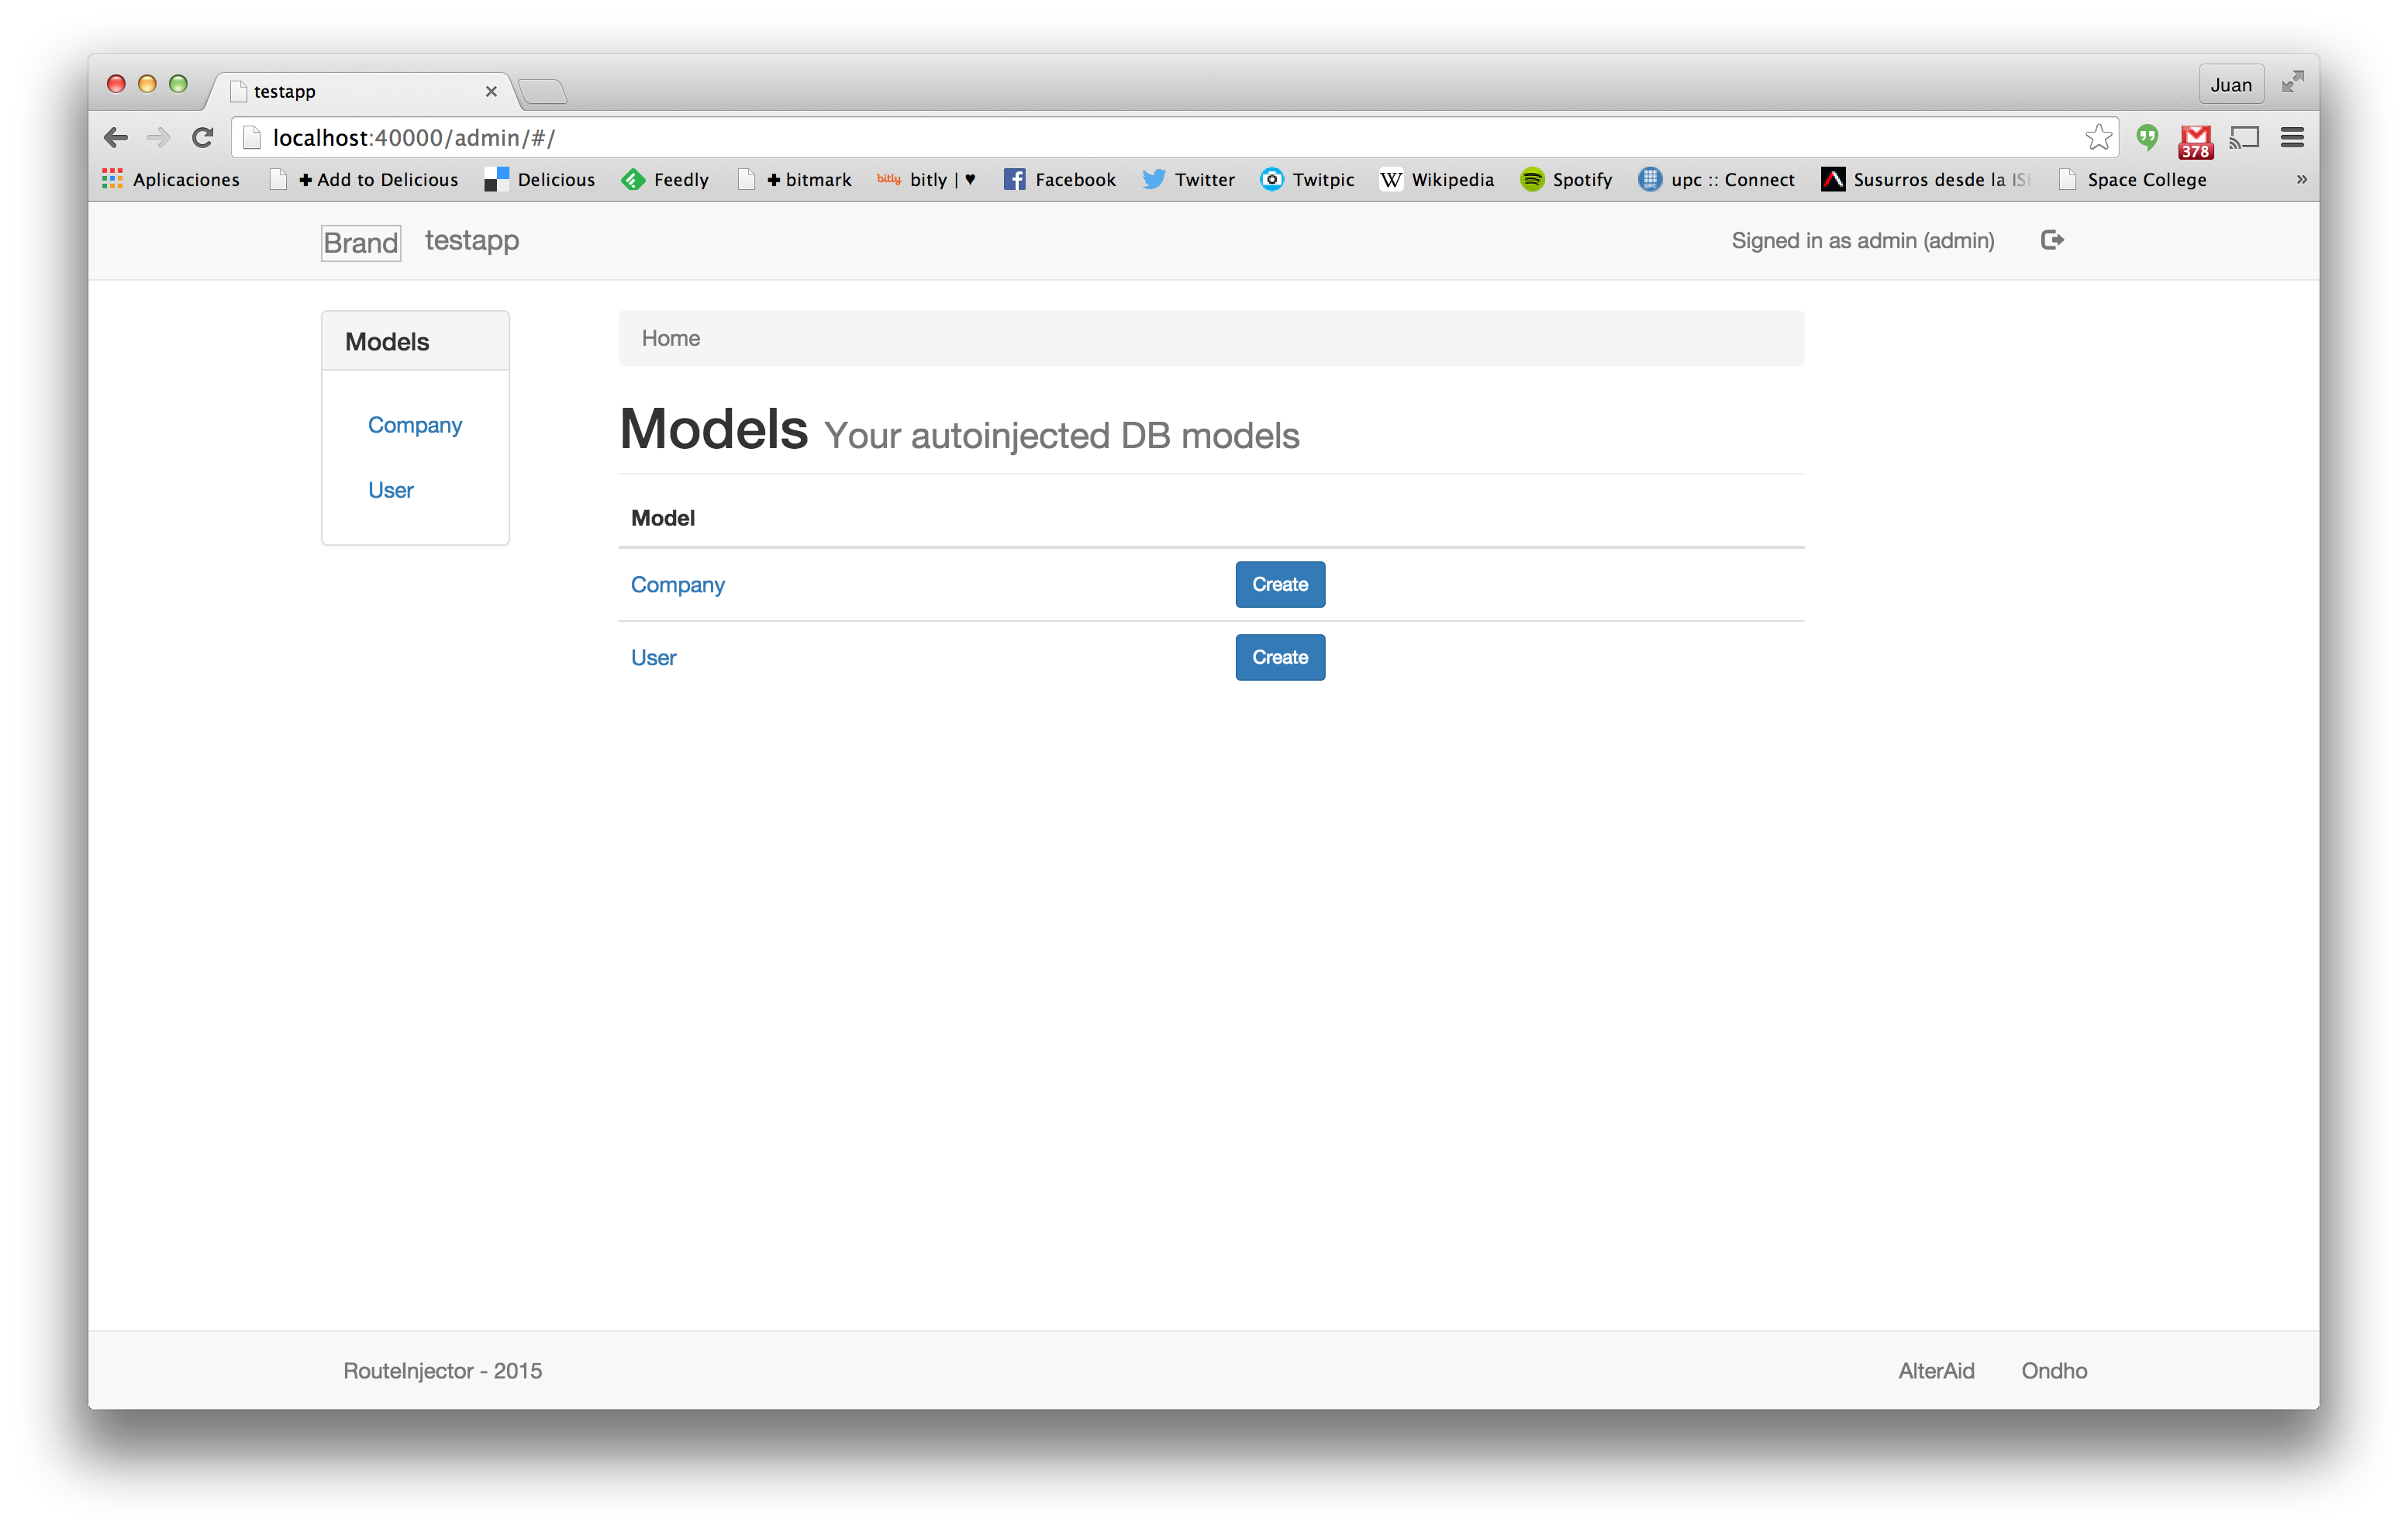 testapp
Juan
localhost:40000/admin/#/
378
Aplicaciones + Add to Delicious Delicious Feedly + bitmark bitly bitly | ♥ Facebook Twitter Twitpic W Wikipedia Spotify upc :: Connect Susurros desde la Space College »
Brand testapp Signed in as admin (admin)
Models
Company
User
Home
Models Your autoinjected DB models
Model
Company Create
User Create
RouteInjector - 2015 AlterAid Ondho